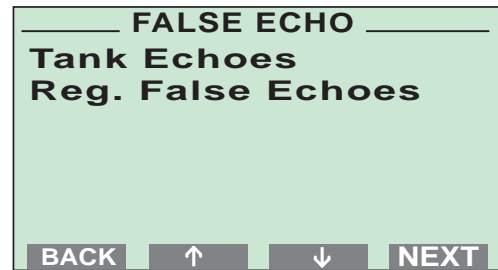 FALSE ECHO
Tank Echoes
Reg. False Echoes
BACK ↑ ↓ NEXT